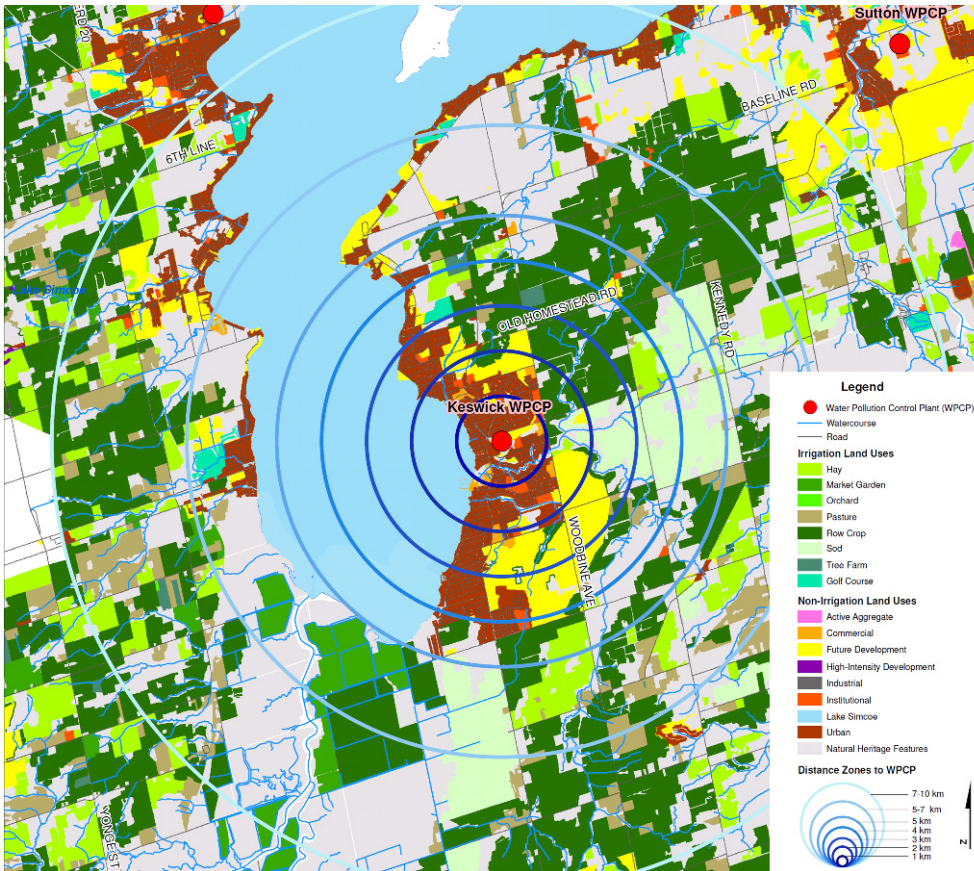 Sutton WPCP
ERD 20
BASELINE RD
6TH LINE
Lake Simcoe
OLD HOMESTEAD RD
KENNEDY RD
Keswick WPCP
WOODBINE AVE
YONGE ST
Legend
Water Pollution Control Plant (WPCP)
Watercourse
Road
Irrigation Land Uses
Hay
Market Garden
Orchard
Pasture
Row Crop
Sod
Tree Farm
Golf Course
Non-Irrigation Land Uses
Active Aggregate
Commercial
Future Development
High-Intensity Development
Industrial
Institutional
Lake Simcoe
Urban
Natural Heritage Features
Distance Zones to WPCP
7-10 km
5-7 km
5 km
4 km
3 km
2 km
1 km
Z